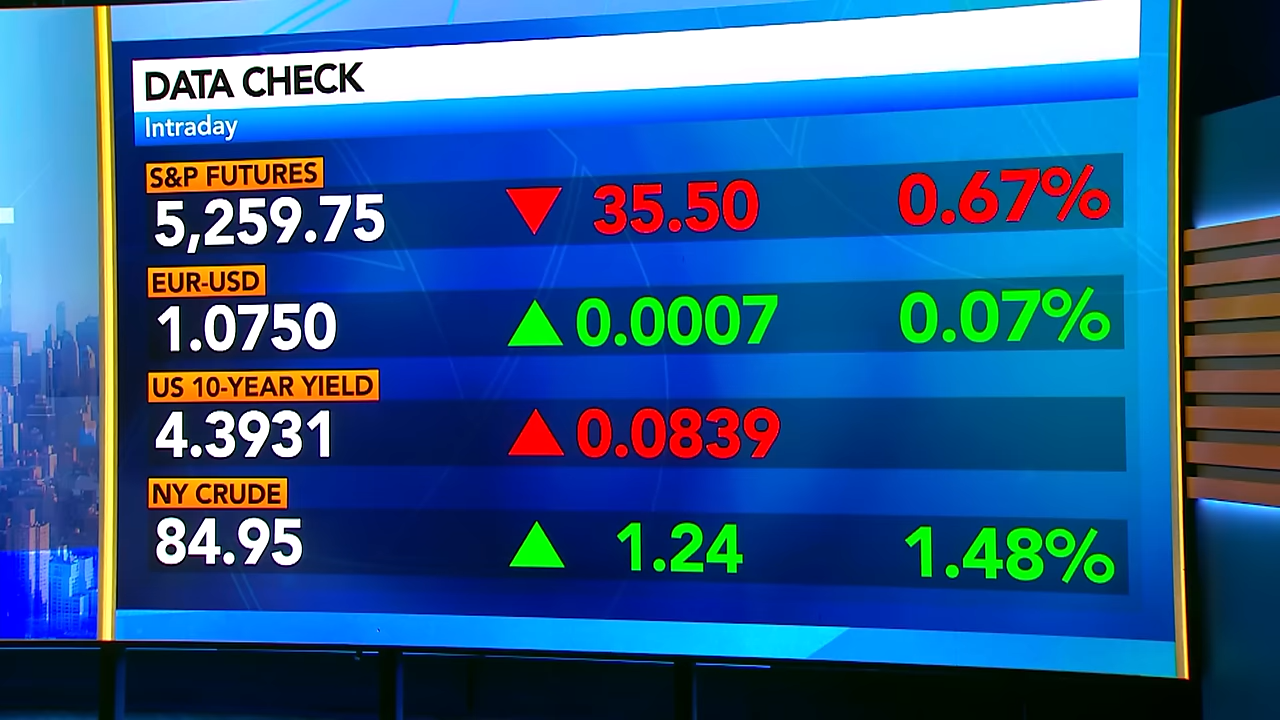 DATA CHECK
Intraday
S&P FUTURES
5,259.75 ▼ 35.50 0.67%
EUR-USD
1.0750 ▲ 0.0007 0.07%
US 10-YEAR YIELD
4.3931 ▲ 0.0839
NY CRUDE
84.95 ▲ 1.24 1.48%